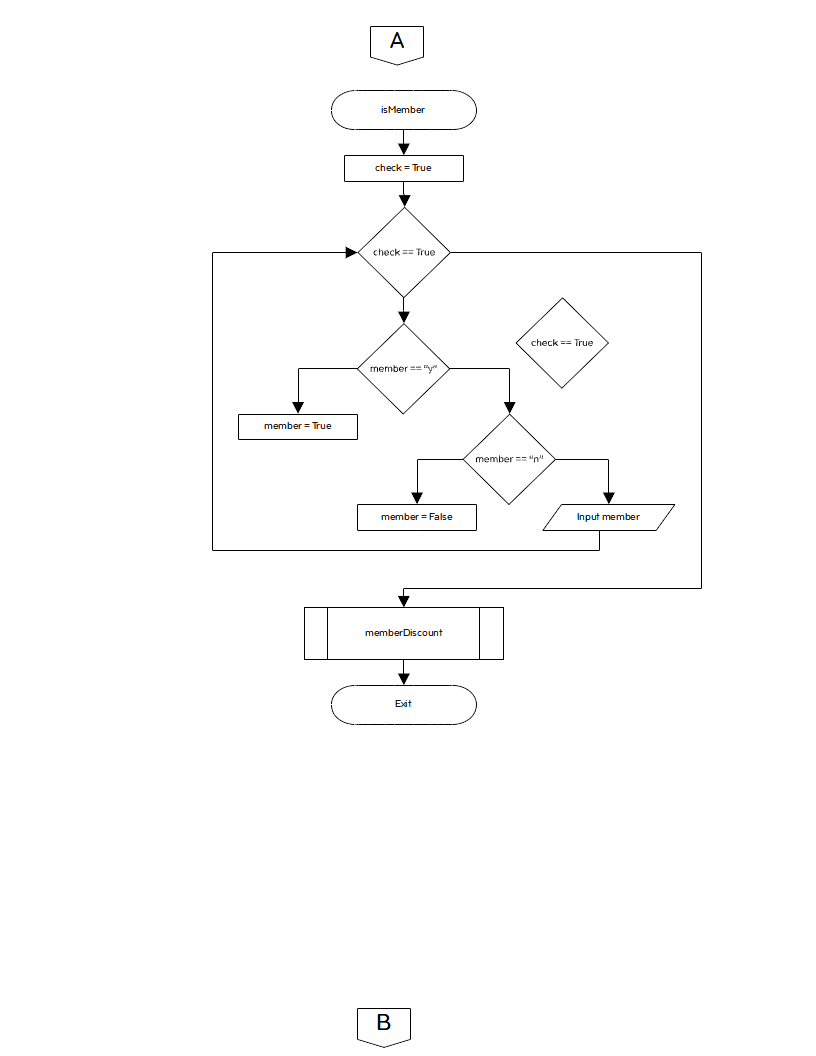 A
isMember
check = True
check == True
check == True
member == "y"
member = True
member == "n"
member = False
Input member
memberDiscount
Exit
B